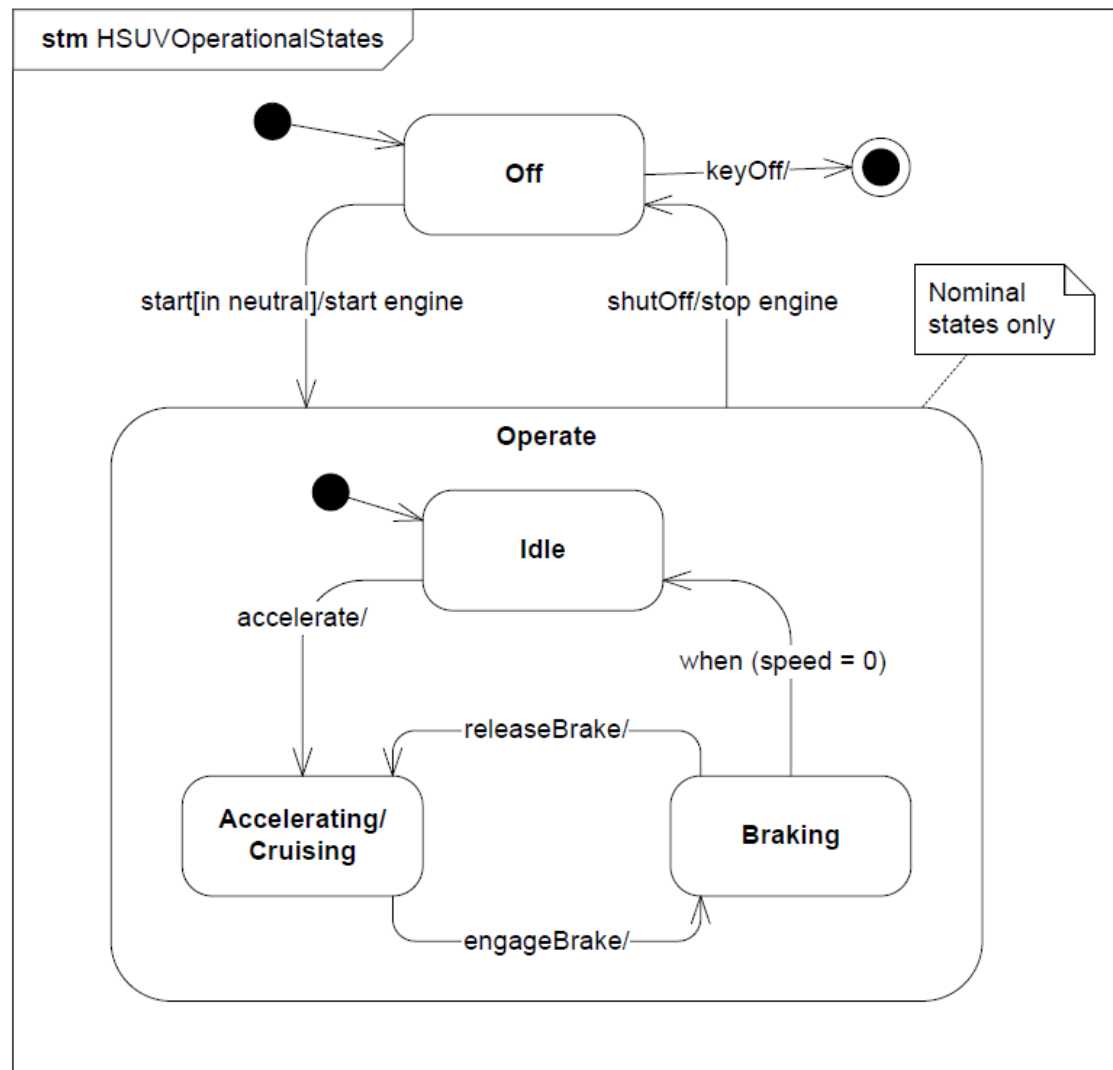 stm HSUVOperationalStates
Off
keyOff/
start[in neutral]/start engine
shutOff/stop engine
Nominal
states only
Operate
Idle
accelerate/
when (speed = 0)
releaseBrake/
Accelerating/
Cruising
Braking
engageBrake/